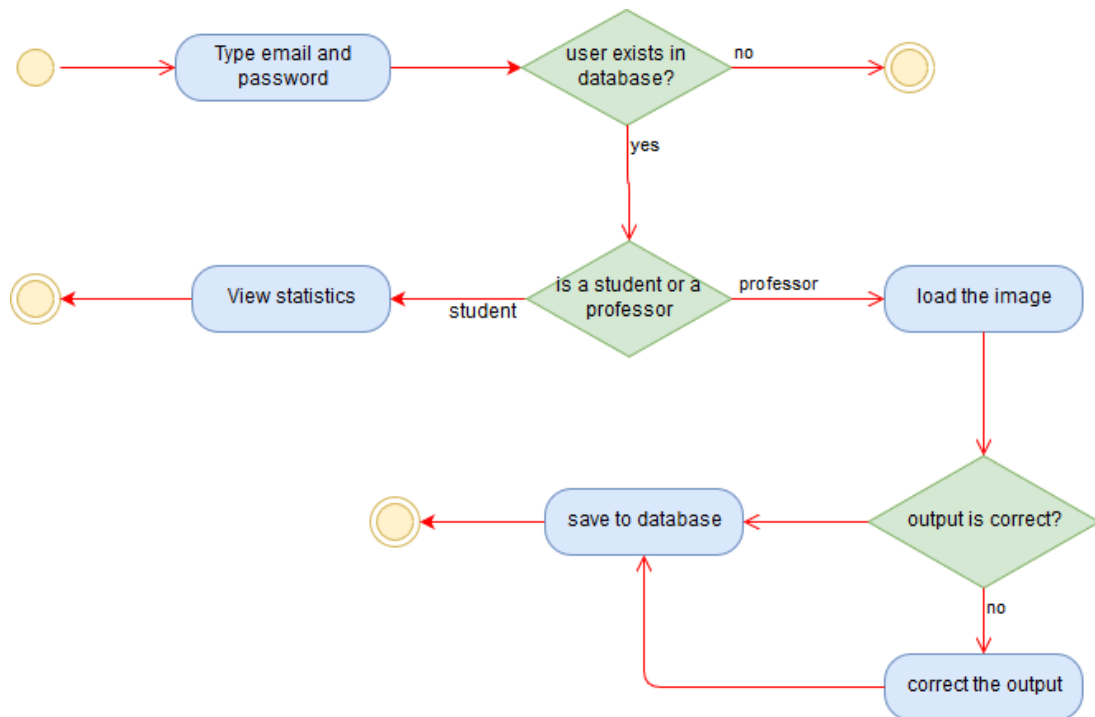 Type email and
password
user exists in
database?
no
yes
View statistics
student
is a student or a
professor
professor
load the image
save to database
output is correct?
no
correct the output